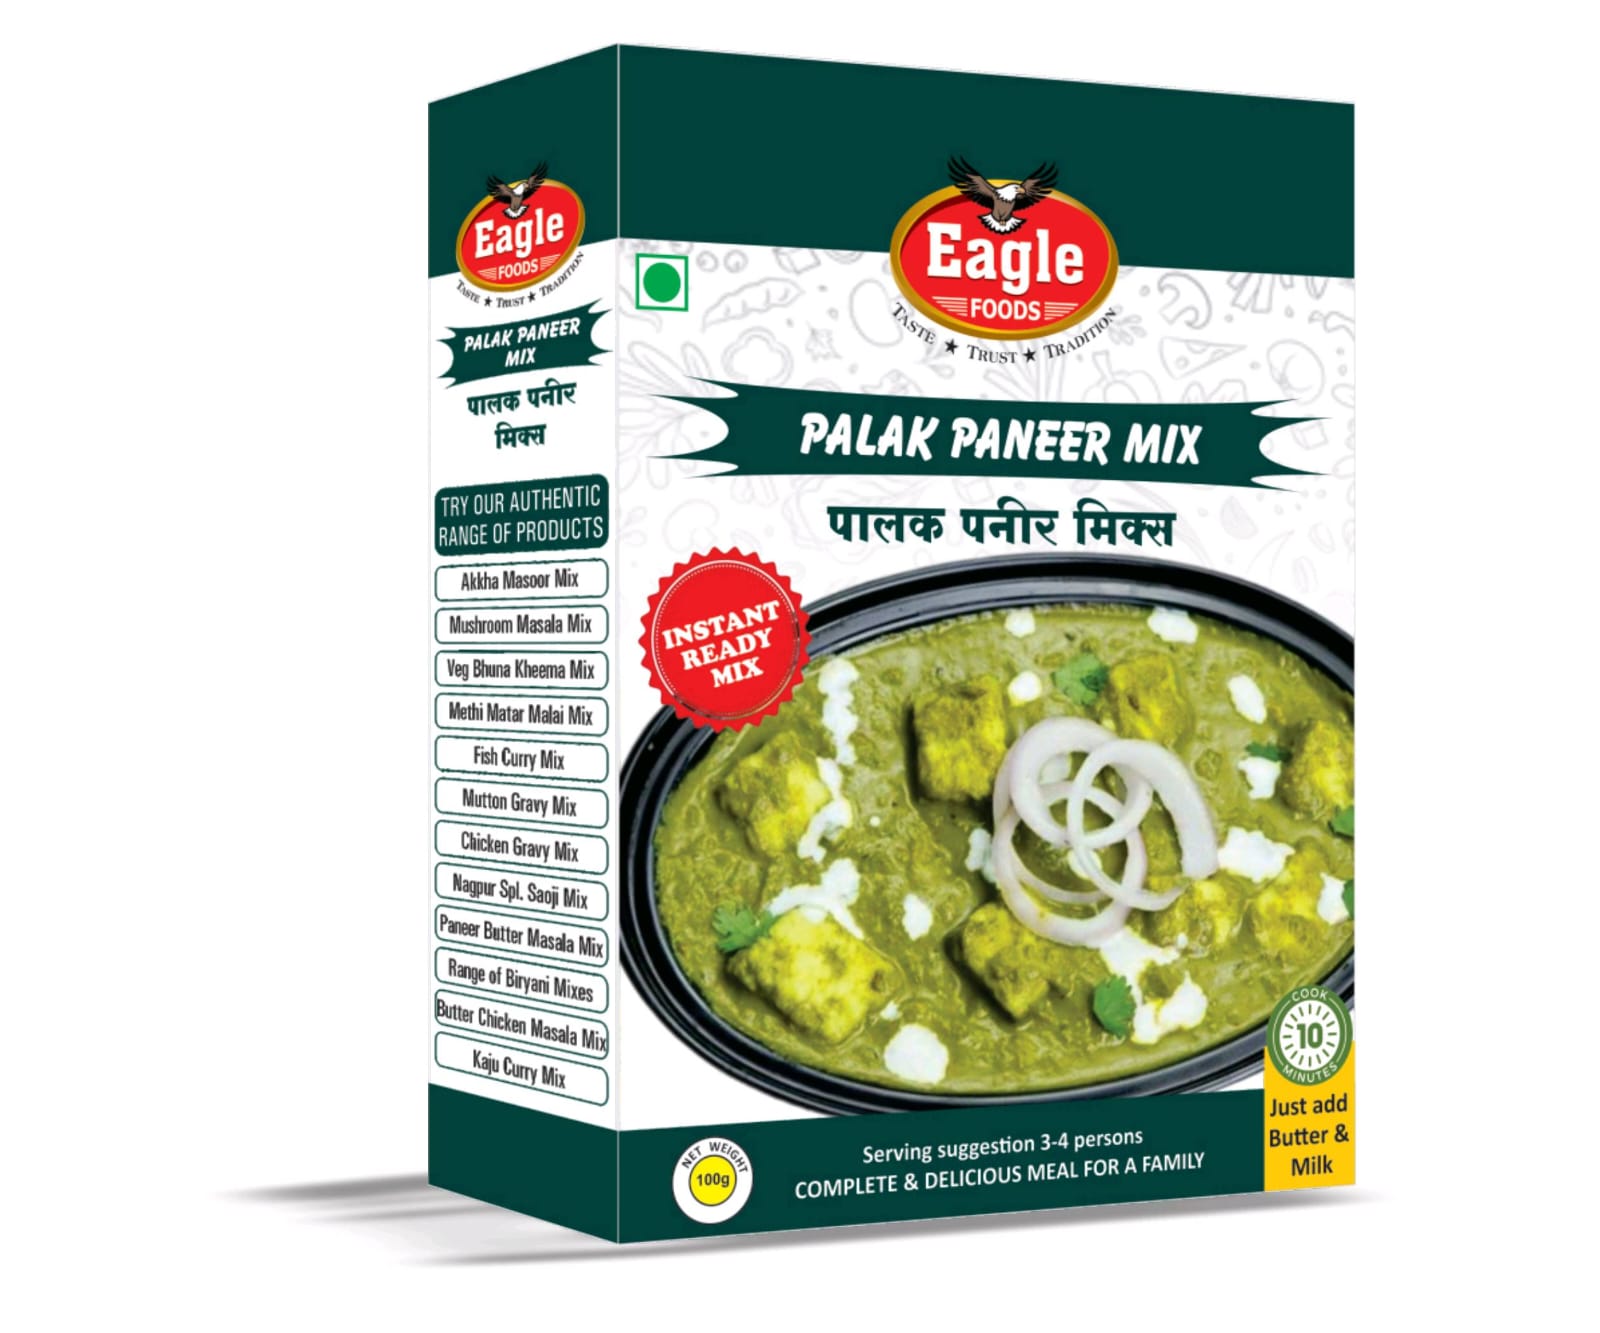 Eagle
FOODS
TASTE ★ TRUST ★ TRADITION
PALAK PANEER
MIX
पालक पनीर
मिक्स
TRY OUR AUTHENTIC
RANGE OF PRODUCTS
Akkha Masoor Mix
Mushroom Masala Mix
Veg Bhuna Kheema Mix
Methi Matar Malai Mix
Fish Curry Mix
Mutton Gravy Mix
Chicken Gravy Mix
Nagpur Spl. Saoji Mix
Paneer Butter Masala Mix
Range of Biryani Mixes
Butter Chicken Masala Mix
Kaju Curry Mix
Eagle
FOODS
TASTE ★ TRUST ★ TRADITION
PALAK PANEER MIX
पालक पनीर मिक्स
INSTANT
READY
MIX
COOK
10
MINUTES
Just add
Butter &
Milk
NET WEIGHT
100g
Serving suggestion 3-4 persons
COMPLETE & DELICIOUS MEAL FOR A FAMILY